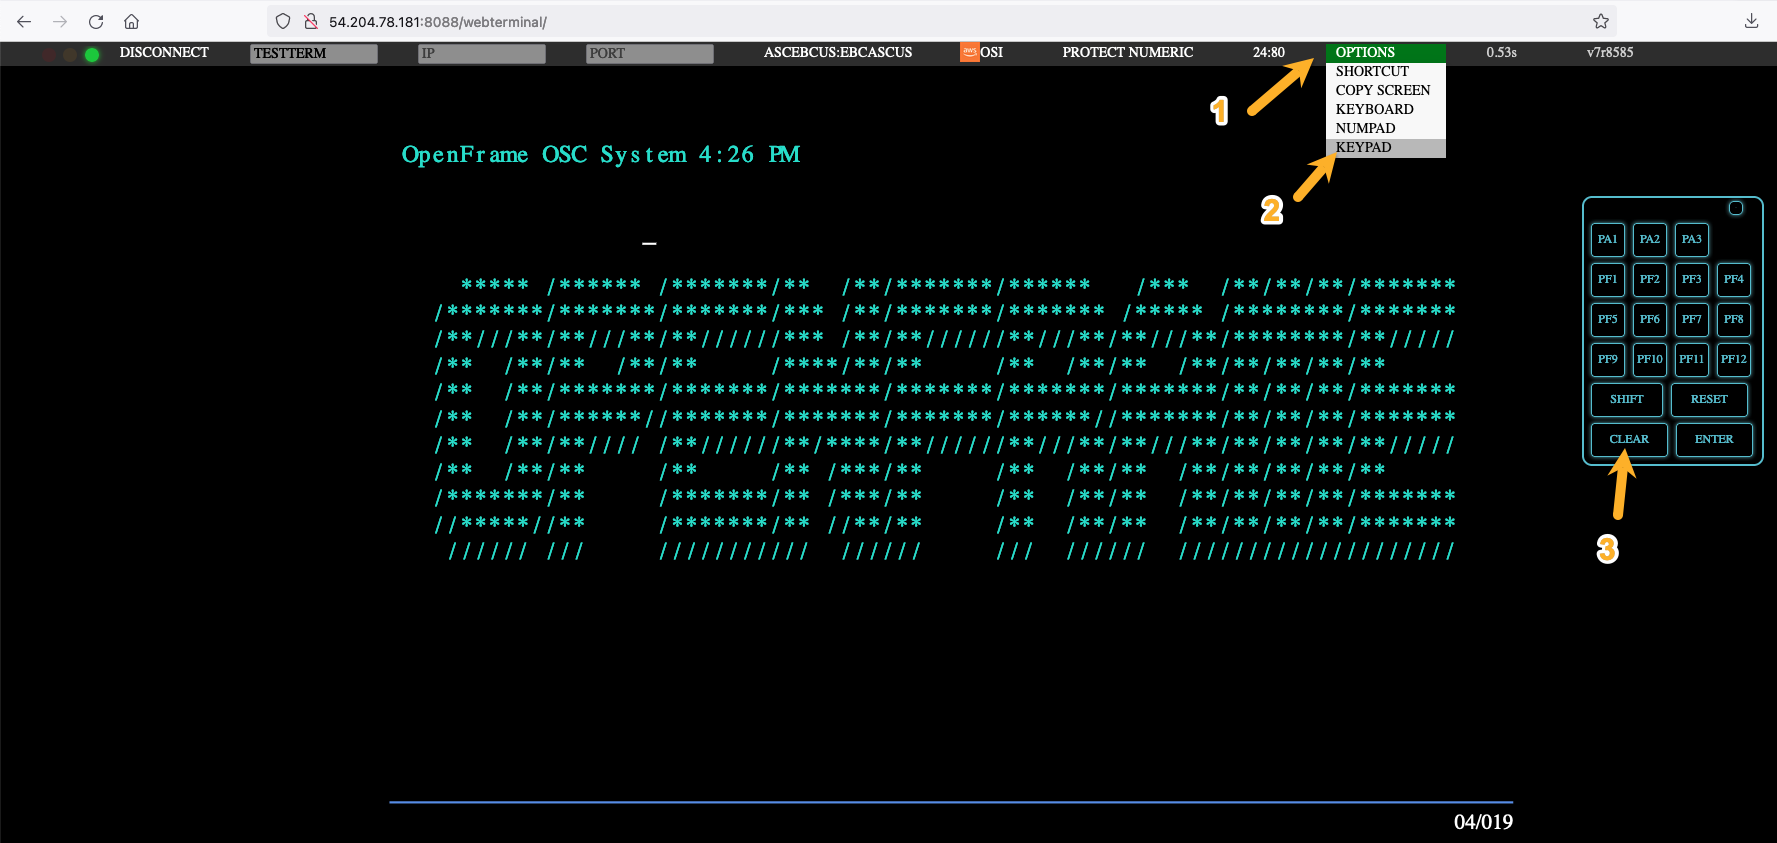 54.204.78.181:8088/webterminal/
DISCONNECT TESTTERM IP PORT ASCEBCUS:EBCASCUS aws OSI PROTECT NUMERIC 24:80 OPTIONS 0.53s v7r8585
SHORTCUT
COPY SCREEN
KEYBOARD
NUMPAD
KEYPAD
1
2
OpenFrame OSC System 4:26 PM
***** /****** /*******/** /**/*******/****** /*** /**/**/**/*******
/*******/*******/*******/*** /**/*******/******* /***** /********/*******
/**///**/**///**/**//////*** /**/**//////**///**/**///**/********/**/////
/** /**/** /**/** /****/**/** /** /**/** /**/**/**/**/**
/** /**/*******/*******/*******/*******/*******/*******/**/**/**/*******
/** /**/******//*******/*******/*******/******//*******/**/**/**/*******
/** /**/**//// /**//////**/****/**//////**///**/**///**/**/**/**/**/////
/** /**/** /** /** /***/** /** /**/** /**/**/**/**/**
/*******/** /*******/** /***/** /** /**/** /**/**/**/**/*******
//*****//** /*******/** //**/** /** /**/** /**/**/**/**/*******
////// /// /////////// ////// /// ////// /////////////////
PA1 PA2 PA3
PF1 PF2 PF3 PF4
PF5 PF6 PF7 PF8
PF9 PF10 PF11 PF12
SHIFT RESET
CLEAR ENTER
3
04/019